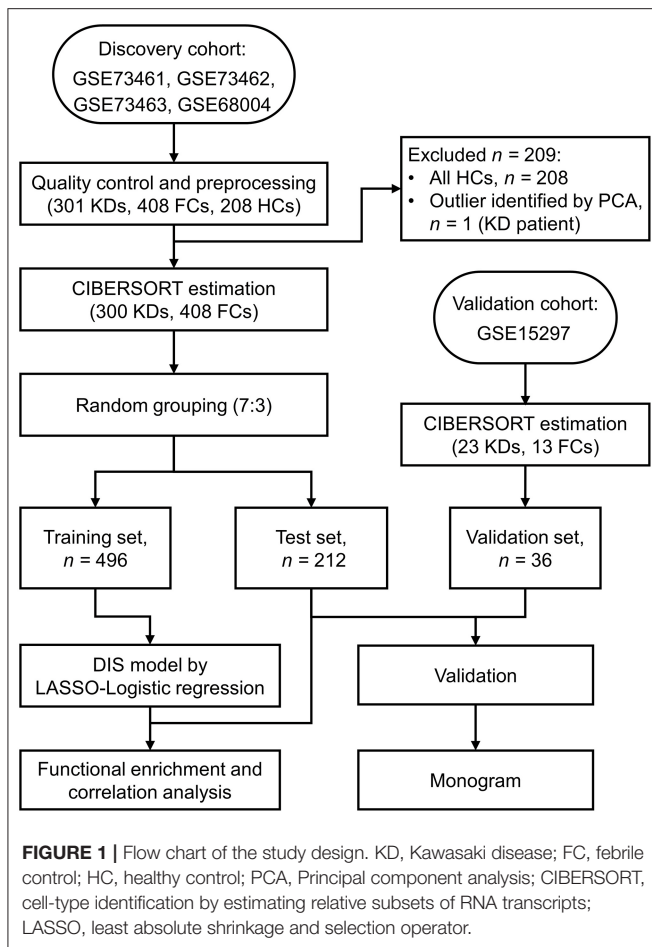 Discovery cohort:
GSE73461, GSE73462,
GSE73463, GSE68004
Quality control and preprocessing
(301 KDs, 408 FCs, 208 HCs)
Excluded n = 209:
• All HCs, n = 208
• Outlier identified by PCA,
n = 1 (KD patient)
CIBERSORT estimation
(300 KDs, 408 FCs)
Validation cohort:
GSE15297
Random grouping (7:3)
CIBERSORT estimation
(23 KDs, 13 FCs)
Training set,
n = 496
Test set,
n = 212
Validation set,
n = 36
DIS model by
LASSO-Logistic regression
Validation
Functional enrichment and
correlation analysis
Monogram
FIGURE 1 | Flow chart of the study design. KD, Kawasaki disease; FC, febrile
control; HC, healthy control; PCA, Principal component analysis; CIBERSORT,
cell-type identification by estimating relative subsets of RNA transcripts;
LASSO, least absolute shrinkage and selection operator.